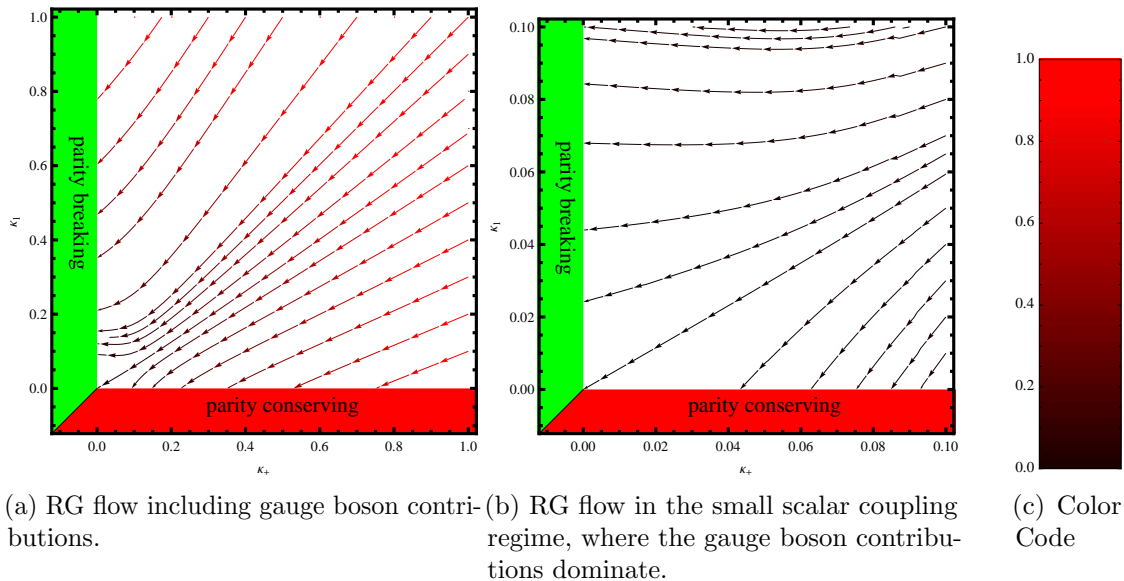 1.0
0.8
0.6
0.4
0.2
0.0
κ₁
parity breaking
parity conserving
0.0 0.2 0.4 0.6 0.8 1.0
κ₊
0.10
0.08
0.06
0.04
0.02
0.00
κ₁
parity breaking
parity conserving
0.00 0.02 0.04 0.06 0.08 0.10
κ₊
1.0
0.8
0.6
0.4
0.2
0.0
(a) RG flow including gauge boson contri-
butions.
(b) RG flow in the small scalar coupling
regime, where the gauge boson contribu-
tions dominate.
(c) Color
Code